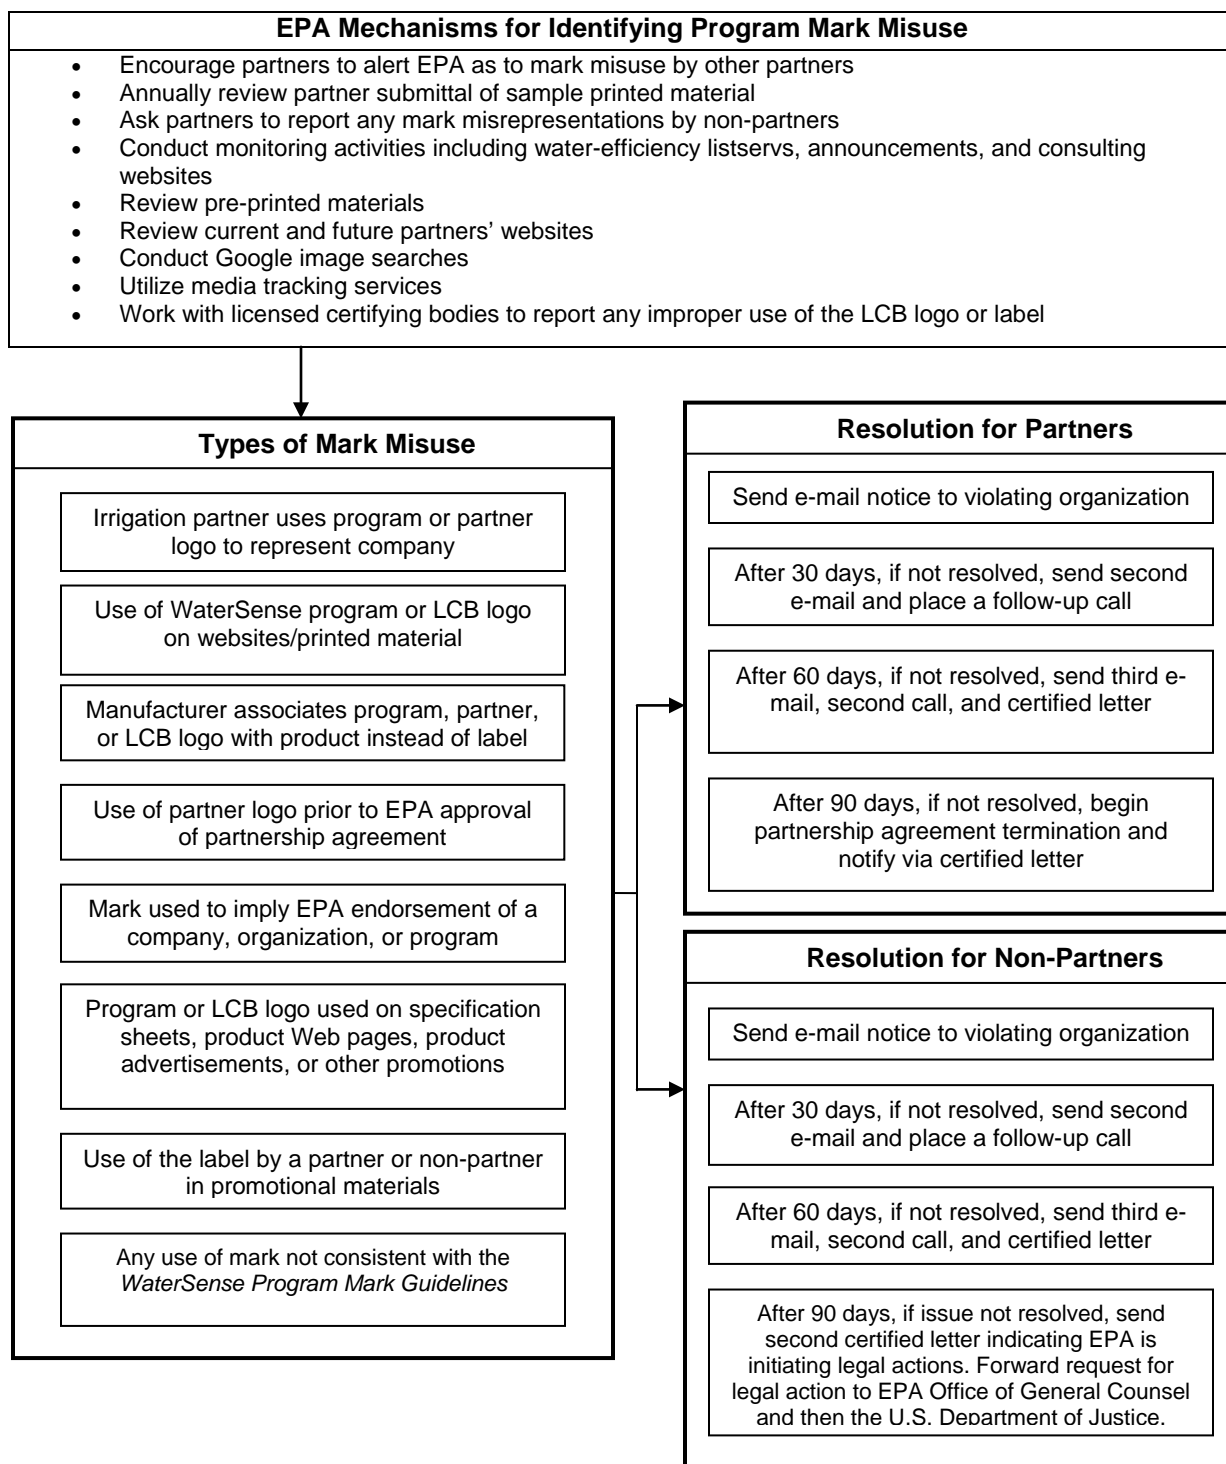 EPA Mechanisms for Identifying Program Mark Misuse
• Encourage partners to alert EPA as to mark misuse by other partners
• Annually review partner submittal of sample printed material
• Ask partners to report any mark misrepresentations by non-partners
• Conduct monitoring activities including water-efficiency listservs, announcements, and consulting
websites
• Review pre-printed materials
• Review current and future partners’ websites
• Conduct Google image searches
• Utilize media tracking services
• Work with licensed certifying bodies to report any improper use of the LCB logo or label
Types of Mark Misuse
Irrigation partner uses program or partner
logo to represent company
Use of WaterSense program or LCB logo
on websites/printed material
Manufacturer associates program, partner,
or LCB logo with product instead of label
Use of partner logo prior to EPA approval
of partnership agreement
Mark used to imply EPA endorsement of a
company, organization, or program
Program or LCB logo used on specification
sheets, product Web pages, product
advertisements, or other promotions
Use of the label by a partner or non-partner
in promotional materials
Any use of mark not consistent with the
WaterSense Program Mark Guidelines
Resolution for Partners
Send e-mail notice to violating organization
After 30 days, if not resolved, send second
e-mail and place a follow-up call
After 60 days, if not resolved, send third e-
mail, second call, and certified letter
After 90 days, if not resolved, begin
partnership agreement termination and
notify via certified letter
Resolution for Non-Partners
Send e-mail notice to violating organization
After 30 days, if not resolved, send second
e-mail and place a follow-up call
After 60 days, if not resolved, send third e-
mail, second call, and certified letter
After 90 days, if issue not resolved, send
second certified letter indicating EPA is
initiating legal actions. Forward request for
legal action to EPA Office of General Counsel
and then the U.S. Department of Justice.